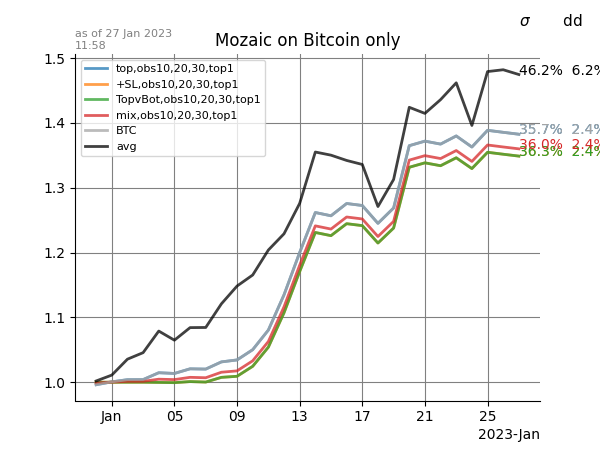 σ dd
as of 27 Jan 2023
11:58
Mozaic on Bitcoin only
1.5
1.4
1.3
1.2
1.1
1.0
top,obs10,20,30,top1
+SL,obs10,20,30,top1
TopvBot,obs10,20,30,top1
mix,obs10,20,30,top1
BTC
avg
46.2% 6.2%
35.7% 2.4%
36.0% 2.4%
36.3% 2.4%
Jan 05 09 13 17 21 25
2023-Jan